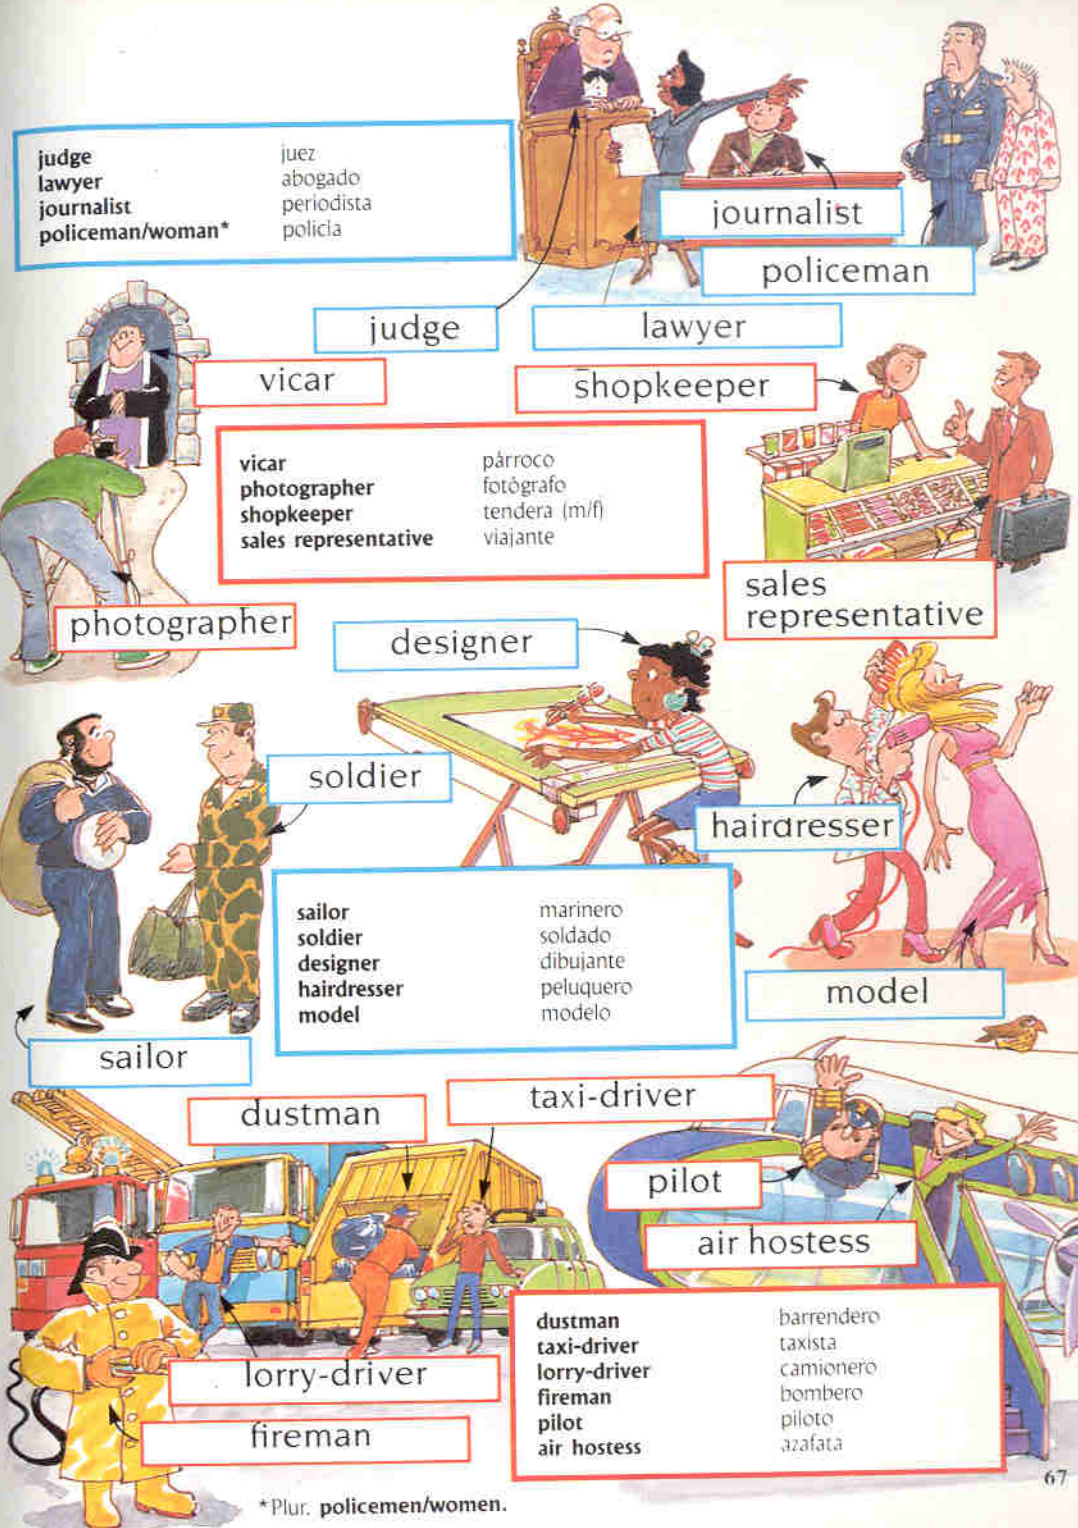 judge juez
lawyer abogado
journalist periodista
policeman/woman* policía
journalist
policeman
judge
lawyer
vicar
shopkeeper
vicar párroco
photographer fotógrafo
shopkeeper tendera (m/f)
sales representative viajante
sales
representative
photographer
designer
soldier
hairdresser
sailor marinero
soldier soldado
designer dibujante
hairdresser peluquero
model modelo
model
sailor
dustman
taxi-driver
pilot
air hostess
dustman barrendero
taxi-driver taxista
lorry-driver camionero
fireman bombero
pilot piloto
air hostess azafata
lorry-driver
fireman
67
*Plur. policemen/women.